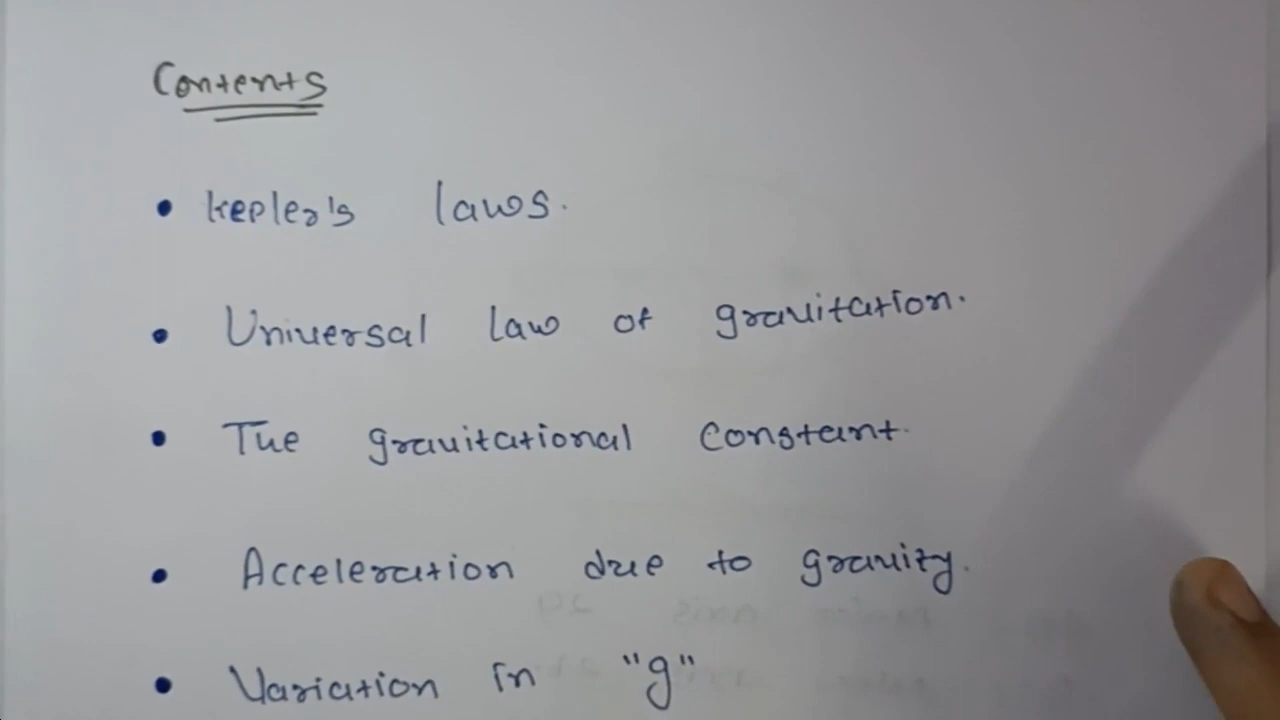 Contents
• Kepler's laws.
• Universal law of gravitation.
• The gravitational constant.
• Acceleration due to gravity.
• Variation in "g"